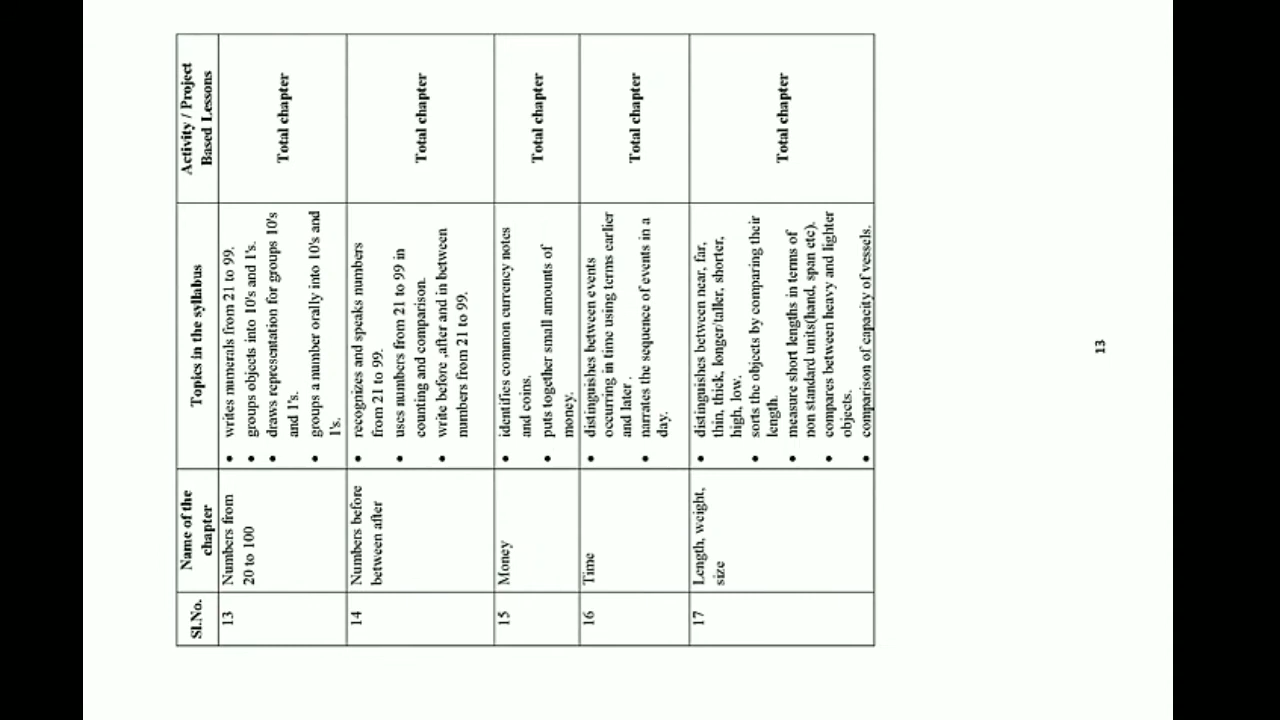 Sl.No.
Name of the
chapter
Topics in the syllabus
Activity / Project
Based Lessons
13
Numbers from
20 to 100
• writes numerals from 21 to 99.
• groups objects into 10's and 1's.
• draws representation for groups 10's
and 1's.
• groups a number orally into 10's and
1's.
Total chapter
14
Numbers before
between after
• recognizes and speaks numbers
from 21 to 99.
• uses numbers from 21 to 99 in
counting and comparison.
• write before ,after and in between
numbers from 21 to 99.
Total chapter
15
Money
• identifies common currency notes
and coins.
• puts together small amounts of
money.
Total chapter
16
Time
• distinguishes between events
occurring in time using terms earlier
and later .
• narrates the sequence of events in a
day.
Total chapter
17
Length, weight,
size
• distinguishes between near, far,
thin, thick, longer/taller, shorter,
high, low.
• sorts the objects by comparing their
length.
• measure short lengths in terms of
non standard units(hand, span etc).
• compares between heavy and lighter
objects.
• comparison of capacity of vessels.
Total chapter
13